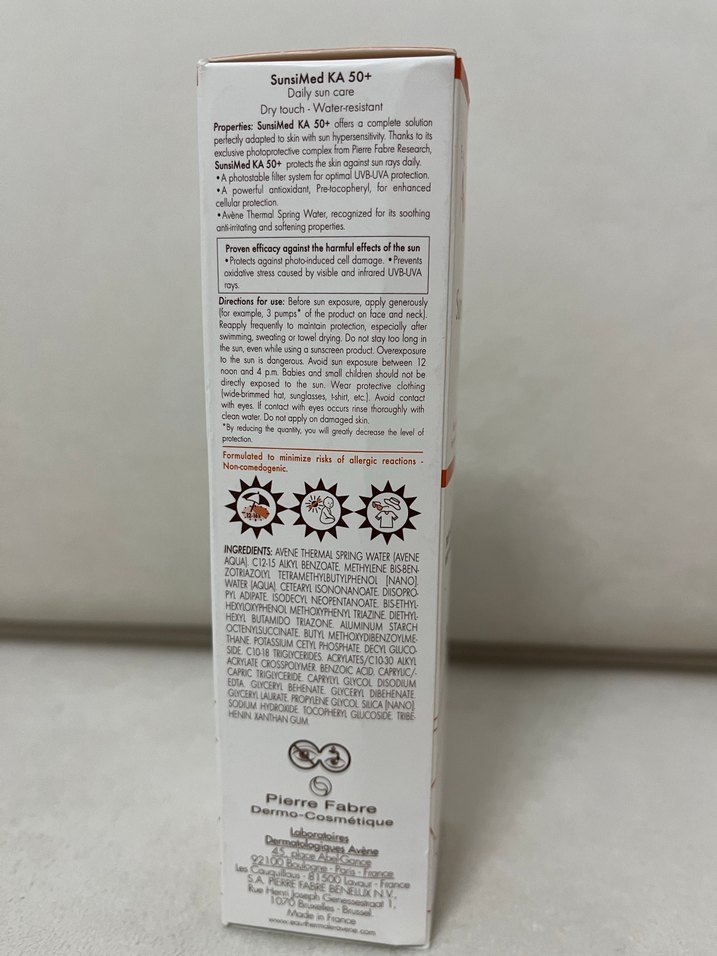 SunsiMed KA 50+
Daily sun care
Dry touch - Water-resistant
Properties: SunsiMed KA 50+ offers a complete solution
perfectly adapted to skin with sun hypersensitivity. Thanks to its
exclusive photoprotective complex from Pierre Fabre Research,
SunsiMed KA 50+ protects the skin against sun rays daily.
•A photostable filter system for optimal UVB-UVA protection.
•A powerful antioxidant, Pre-tocopheryl, for enhanced
cellular protection.
•Avène Thermal Spring Water, recognized for its soothing
anti-irritating and softening properties.
Proven efficacy against the harmful effects of the sun
•Protects against photo-induced cell damage. •Prevents
oxidative stress caused by visible and infrared UVB-UVA
rays.
Directions for use: Before sun exposure, apply generously
(for example, 3 pumps* of the product on face and neck).
Reapply frequently to maintain protection, especially after
swimming, sweating or towel drying. Do not stay too long in
the sun, even while using a sunscreen product. Overexposure
to the sun is dangerous. Avoid sun exposure between 12
noon and 4 p.m. Babies and small children should not be
directly exposed to the sun. Wear protective clothing
(wide-brimmed hat, sunglasses, t-shirt, etc.). Avoid contact
with eyes. If contact with eyes occurs rinse thoroughly with
clean water. Do not apply on damaged skin.
*By reducing the quantity, you will greatly decrease the level of
protection.
Formulated to minimize risks of allergic reactions -
Non-comedogenic.
12-16h
INGREDIENTS: AVENE THERMAL SPRING WATER (AVENE
AQUA). C12-15 ALKYL BENZOATE. METHYLENE BIS-BEN-
ZOTRIAZOLYL TETRAMETHYLBUTYLPHENOL [NANO].
WATER (AQUA). CETEARYL ISONONANOATE. DIISOPRO-
PYL ADIPATE. ISODECYL NEOPENTANOATE. BIS-ETHYL-
HEXYLOXYPHENOL METHOXYPHENYL TRIAZINE. DIETHYL-
HEXYL BUTAMIDO TRIAZONE. ALUMINUM STARCH
OCTENYLSUCCINATE. BUTYL METHOXYDIBENZOYLME-
THANE. POTASSIUM CETYL PHOSPHATE. DECYL GLUCO-
SIDE. C10-18 TRIGLYCERIDES. ACRYLATES/C10-30 ALKYL
ACRYLATE CROSSPOLYMER. BENZOIC ACID. CAPRYLIC/-
CAPRIC TRIGLYCERIDE. CAPRYLYL GLYCOL. DISODIUM
EDTA. GLYCERYL BEHENATE. GLYCERYL DIBEHENATE.
GLYCERYL LAURATE. PROPYLENE GLYCOL. SILICA [NANO].
SODIUM HYDROXIDE. TOCOPHERYL GLUCOSIDE. TRIBE-
HENIN. XANTHAN GUM.
Pierre Fabre
Dermo-Cosmétique
Laboratoires
Dermatologiques Avène
45, place Abel-Gance
92100 Boulogne - Paris - France
Les Cauquillous - 81500 Lavaur - France
S.A. PIERRE FABRE BENELUX N.V.,
Rue Henri Joseph Genessestraat 1,
1070 Bruxelles - Brussel.
Made in France
www.eau-thermale-avene.com